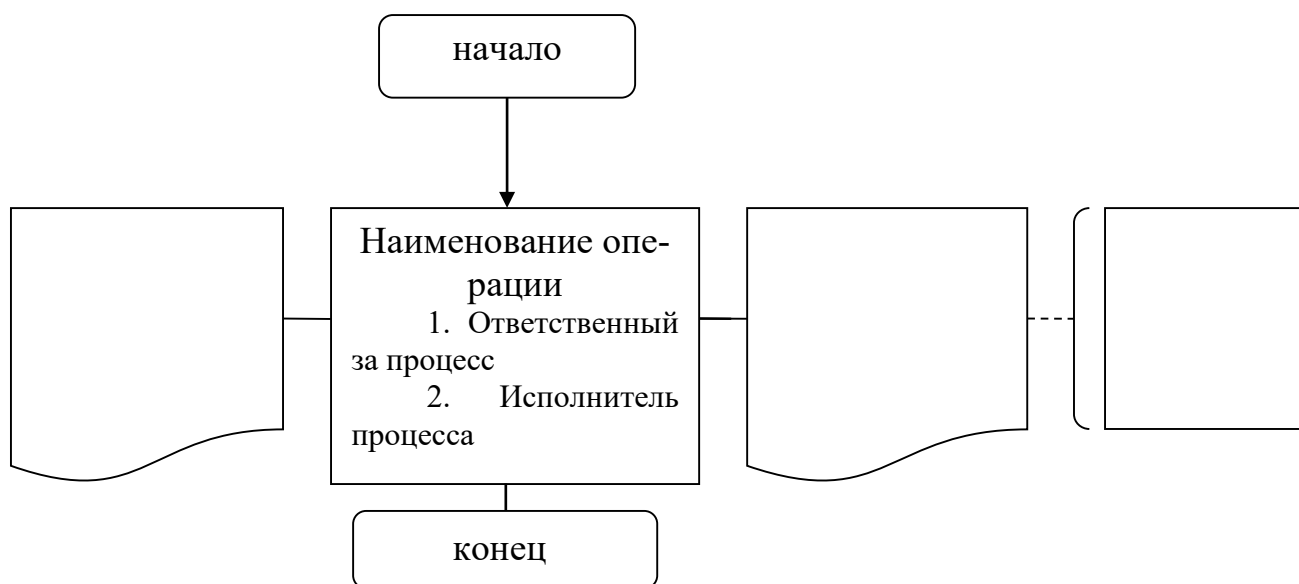 начало
Наименование опе-
рации
1. Ответственный
за процесс
2. Исполнитель
процесса
конец